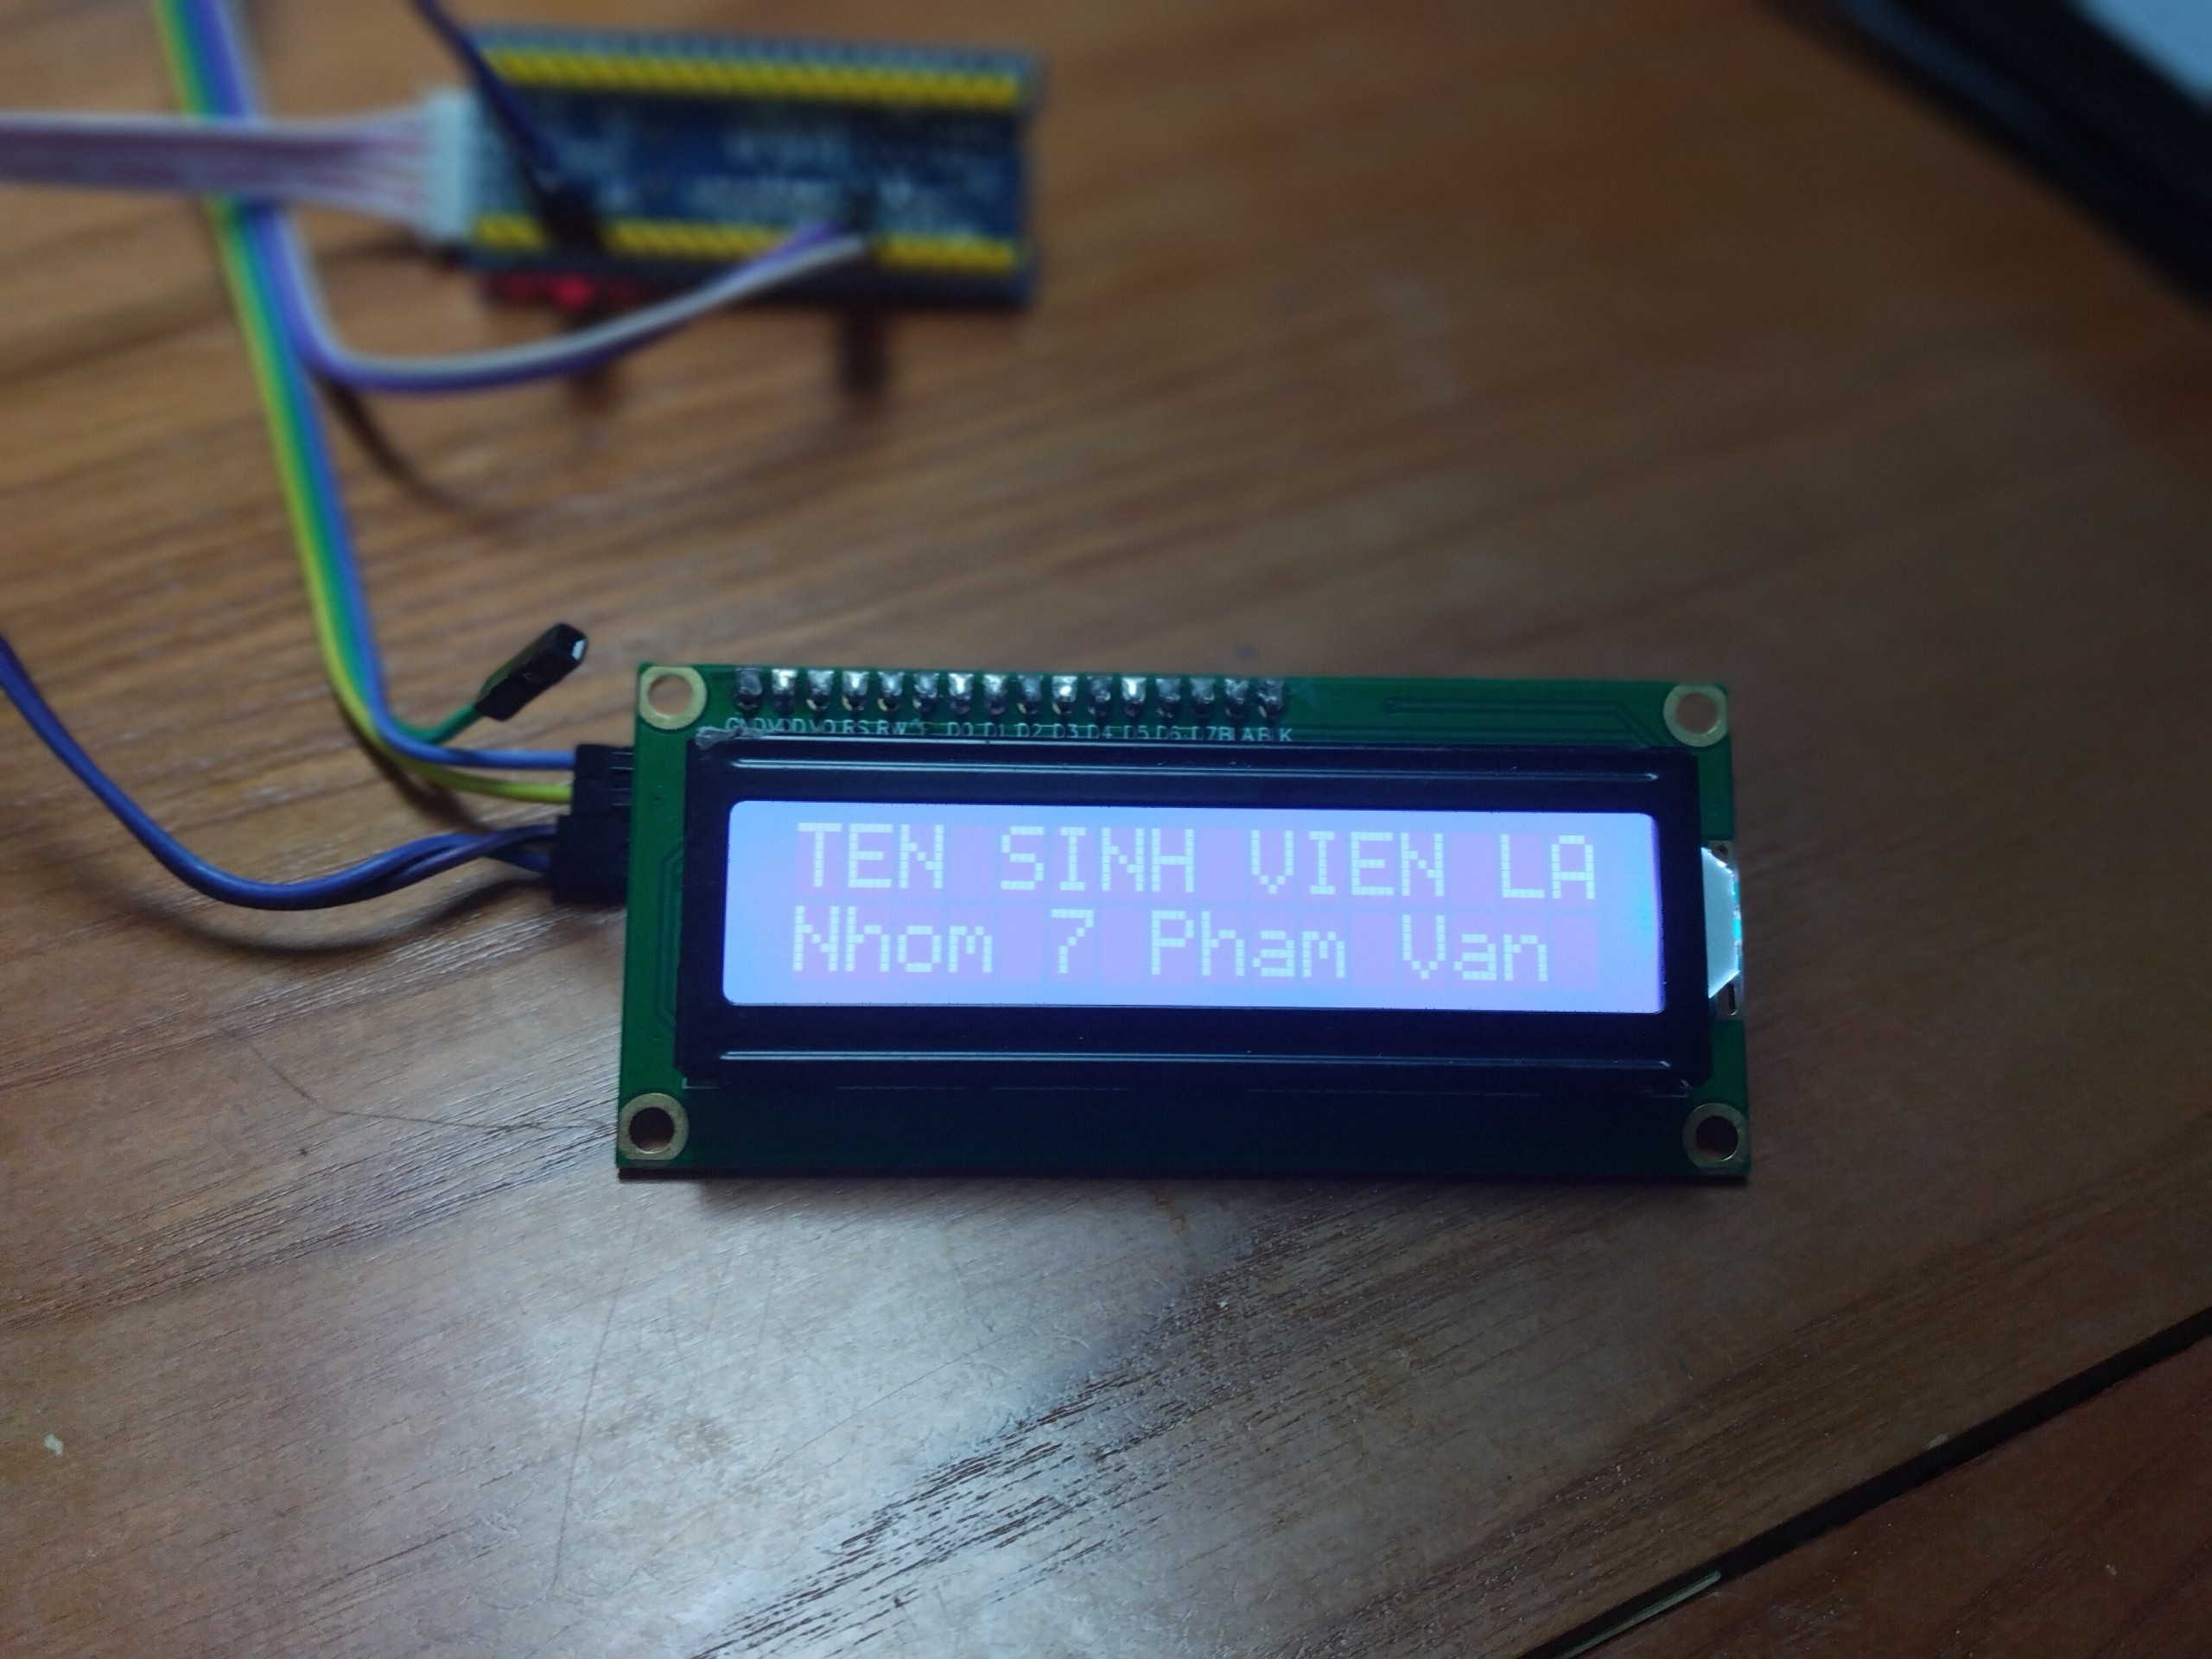 GND VDD VO RS RW E D0 D1 D2 D3 D4 D5 D6 D7 BLA BLK
TEN SINH VIEN LA
Nhom 7 Pham Van